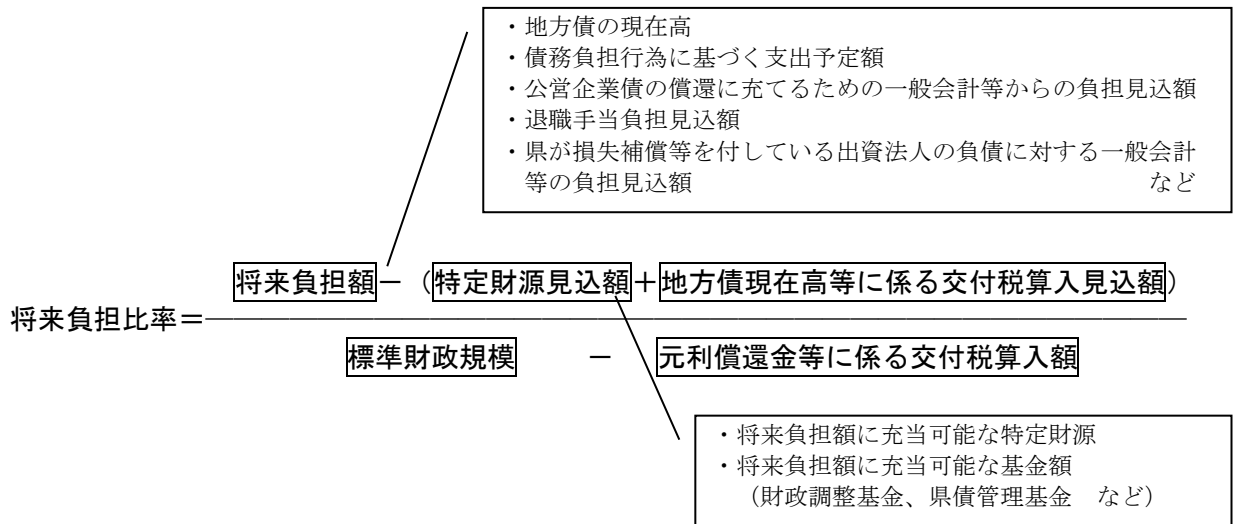 ・地方債の現在高
・債務負担行為に基づく支出予定額
・公営企業債の償還に充てるための一般会計等からの負担見込額
・退職手当負担見込額
・県が損失補償等を付している出資法人の負債に対する一般会計
等の負担見込額 など
将来負担額－（特定財源見込額＋地方債現在高等に係る交付税算入見込額）
将来負担比率＝
標準財政規模 － 元利償還金等に係る交付税算入額
・将来負担額に充当可能な特定財源
・将来負担額に充当可能な基金額
（財政調整基金、県債管理基金 など）